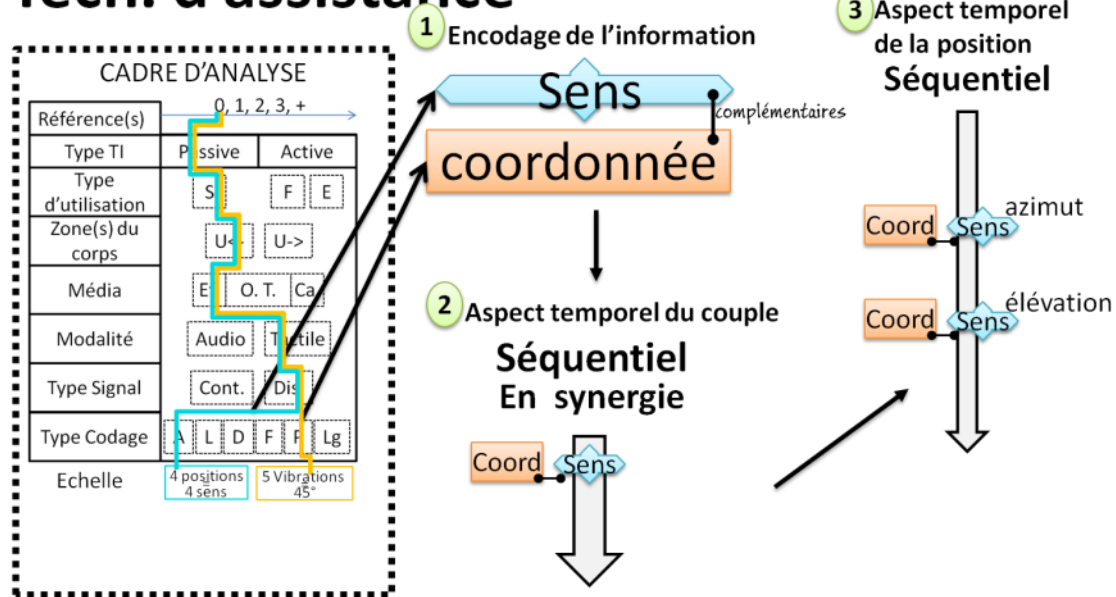 Tech. d'assistance
CADRE D'ANALYSE
Référence(s)
0, 1, 2, 3, +
Type TI
Passive
Active
Type
d'utilisation
S
F
E
Zone(s) du
corps
U<-
U->
Média
O. T.
Ca
Modalité
Audio
Tactile
Type Signal
Cont.
Dis
Type Codage
A
L
D
F
Lg
Echelle
4 positions
=
4 sens
5 Vibrations
=
45°
1
Encodage de l'information
Sens
complémentaires
coordonnée
2
Aspect temporel du couple
Séquentiel
En synergie
Coord
Sens
3
Aspect temporel
de la position
Séquentiel
azimut
Coord
Sens
élévation
Coord
Sens